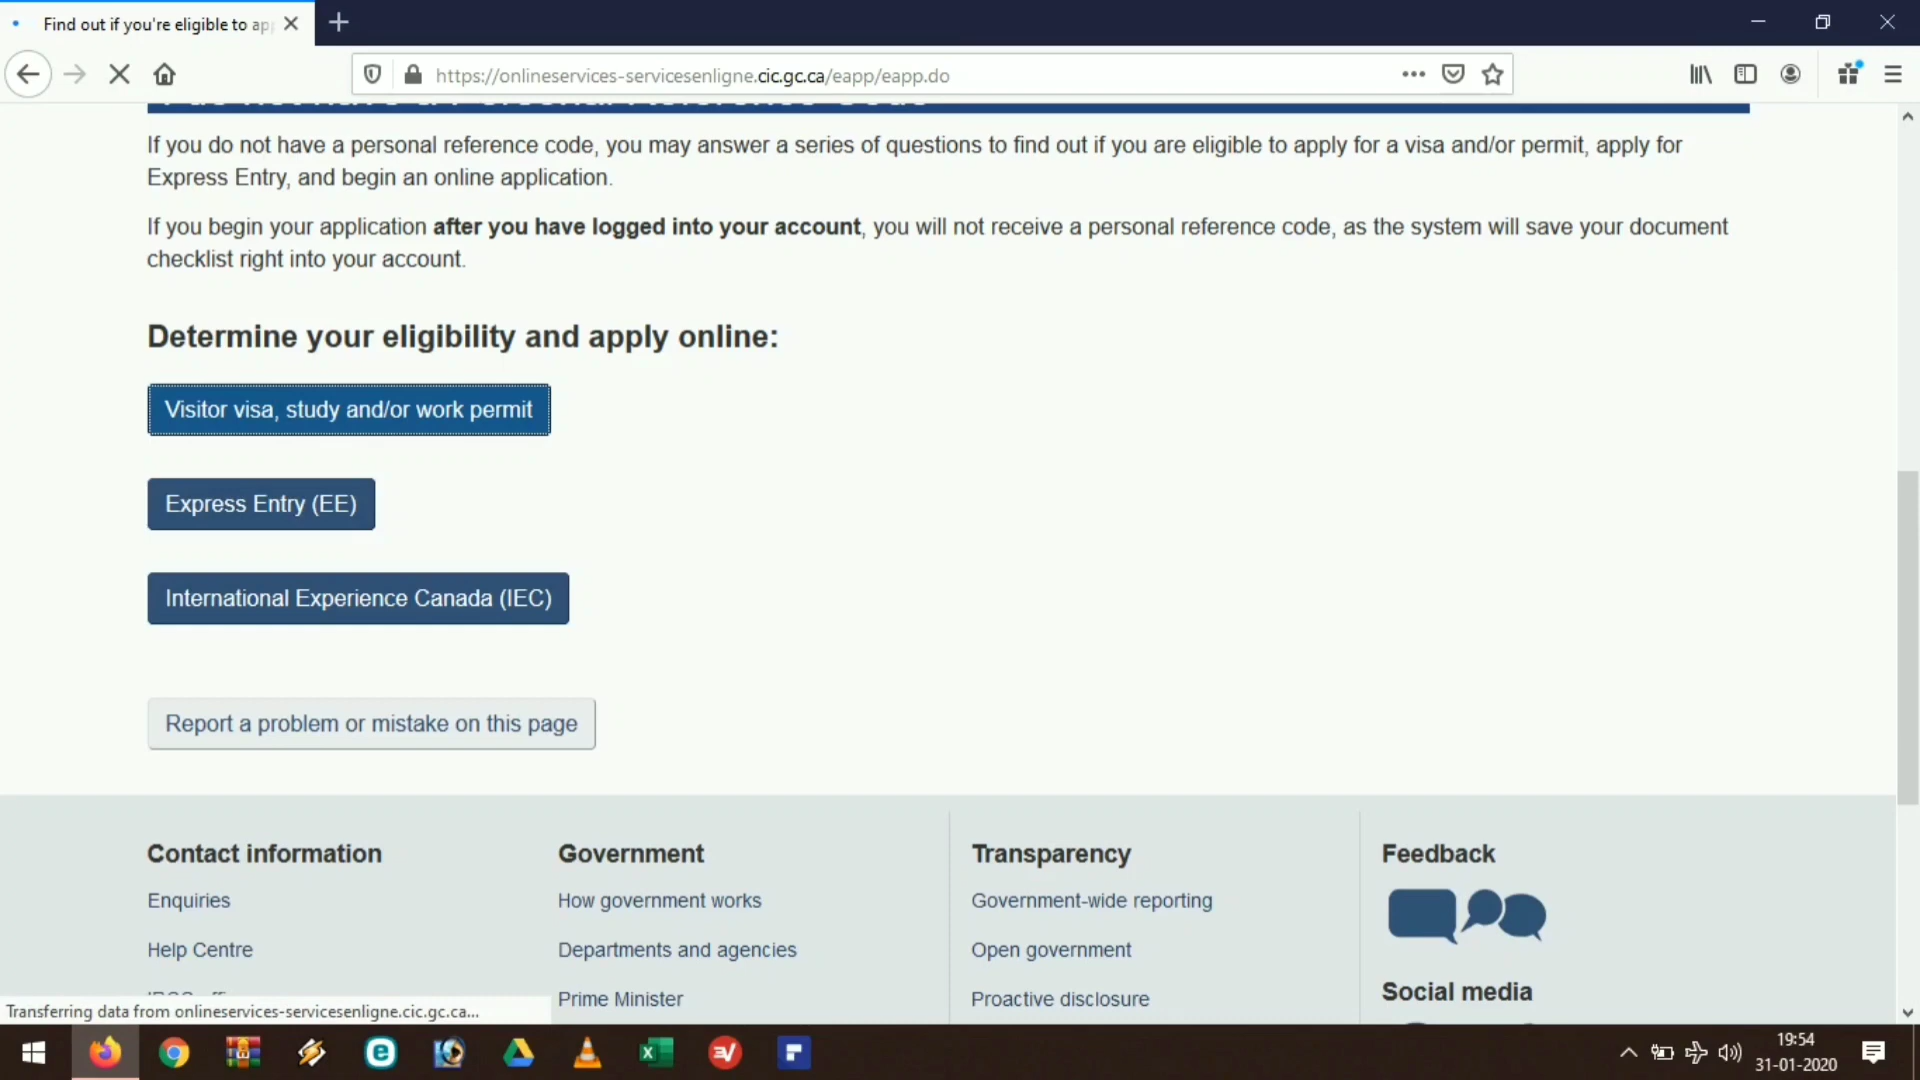 Find out if you're eligible to app
https://onlineservices-servicesenligne.cic.gc.ca/eapp/eapp.do
If you do not have a personal reference code, you may answer a series of questions to find out if you are eligible to apply for a visa and/or permit, apply for
Express Entry, and begin an online application.
If you begin your application after you have logged into your account, you will not receive a personal reference code, as the system will save your document
checklist right into your account.
Determine your eligibility and apply online:
Visitor visa, study and/or work permit
Express Entry (EE)
International Experience Canada (IEC)
Report a problem or mistake on this page
Contact information
Government
Transparency
Feedback
Enquiries
How government works
Government-wide reporting
Help Centre
Departments and agencies
Open government
Social media
Prime Minister
Proactive disclosure
Transferring data from onlineservices-servicesenligne.cic.gc.ca...
19:54
31-01-2020